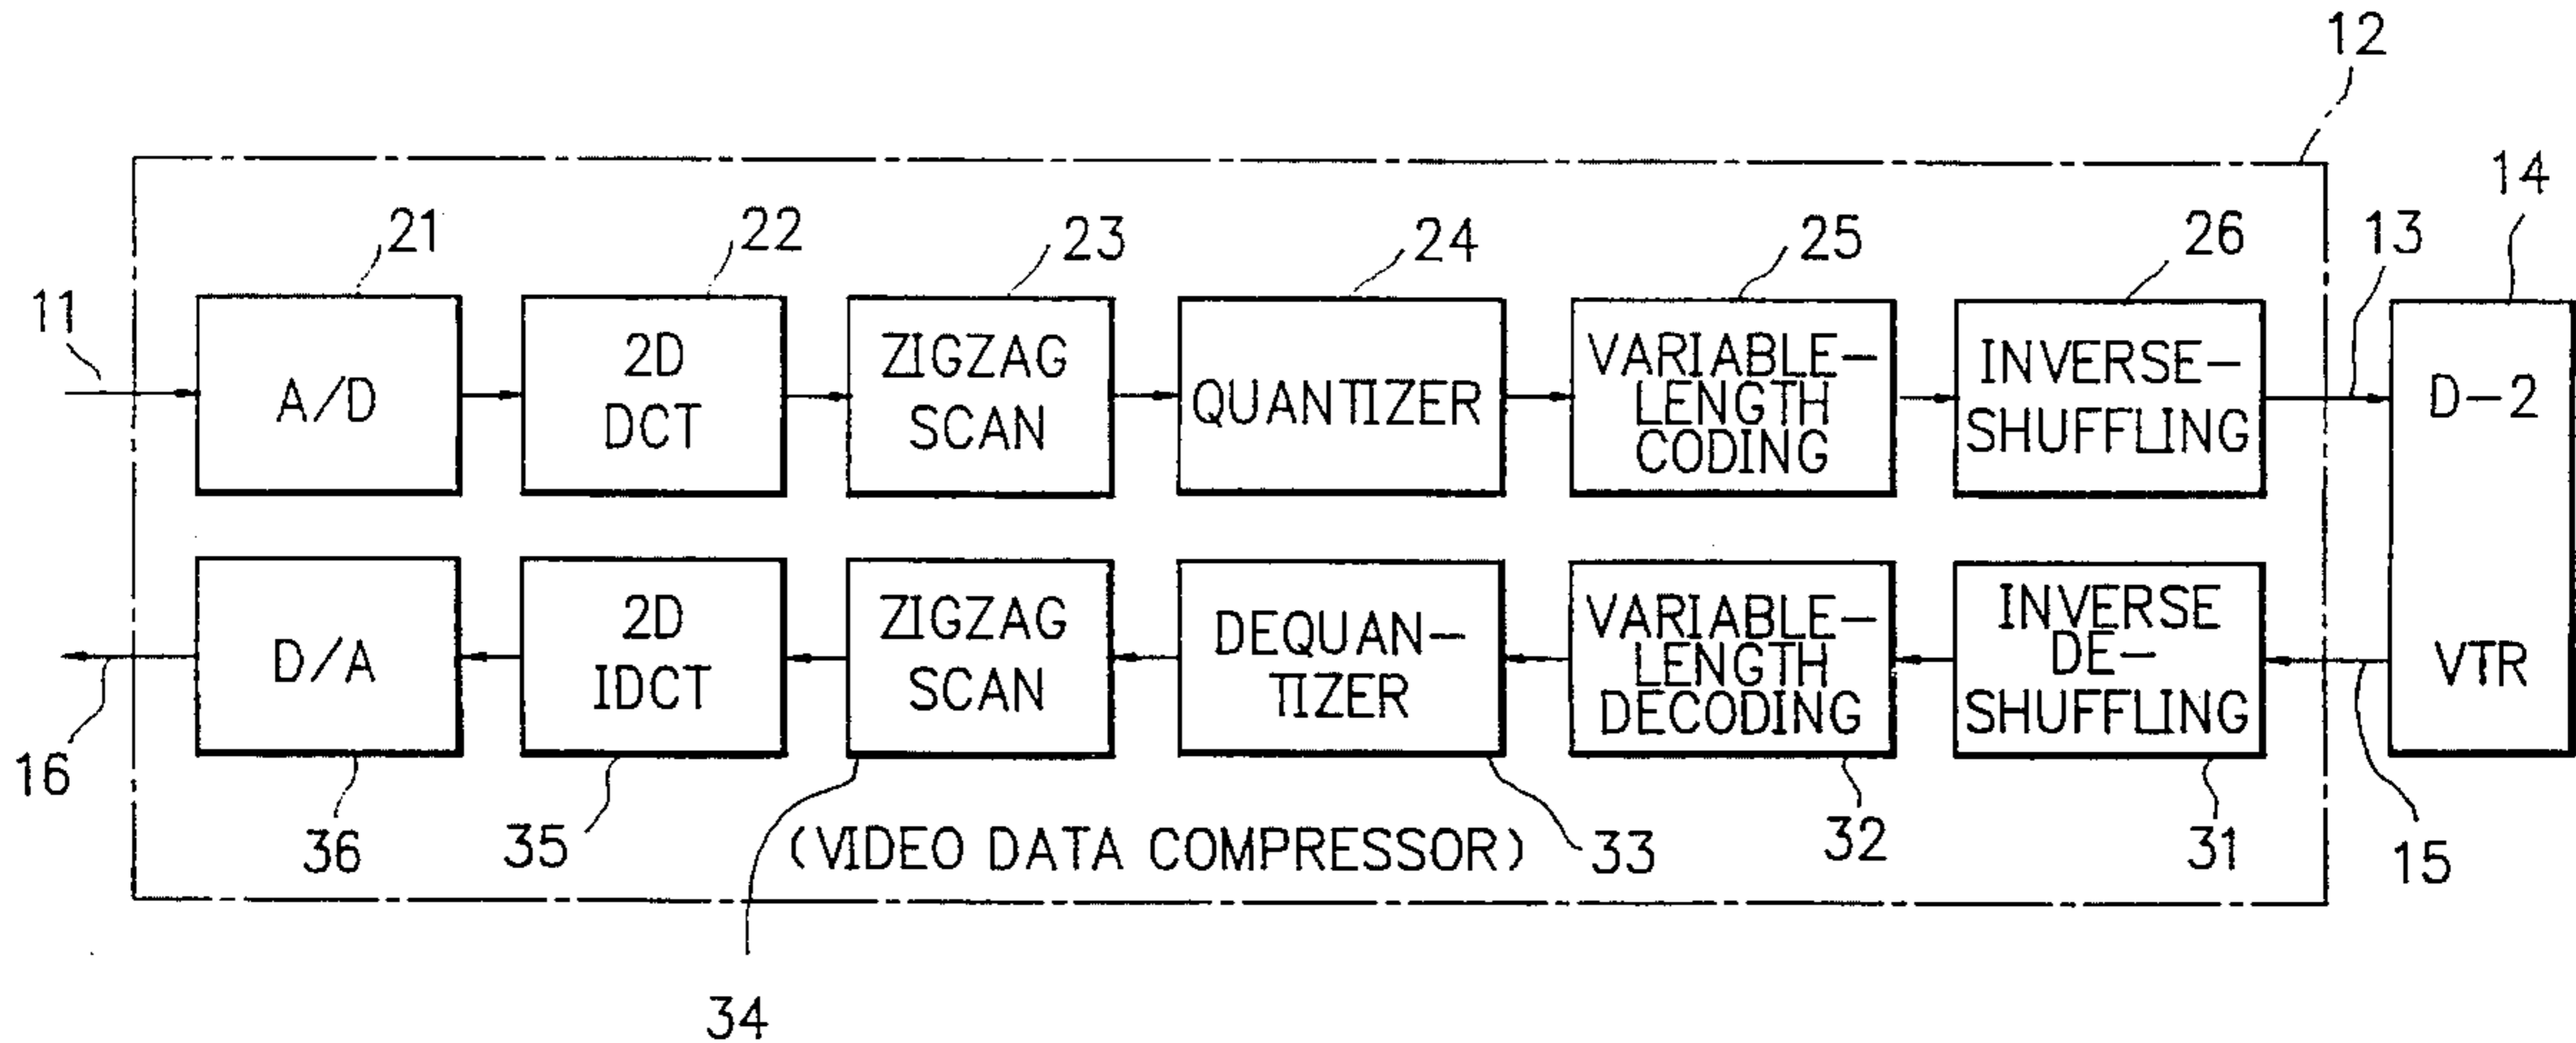 12
14
21
22
23
24
25
26
13
11
A/D
2D
DCT
ZIGZAG
SCAN
QUANTIZER
VARIABLE-
LENGTH
CODING
INVERSE-
SHUFFLING
D-2
VTR
D/A
2D
IDCT
ZIGZAG
SCAN
DEQUAN-
TIZER
VARIABLE-
LENGTH
DECODING
INVERSE
DE-
SHUFFLING
16
36
35
(VIDEO DATA COMPRESSOR)
33
32
31
15
34